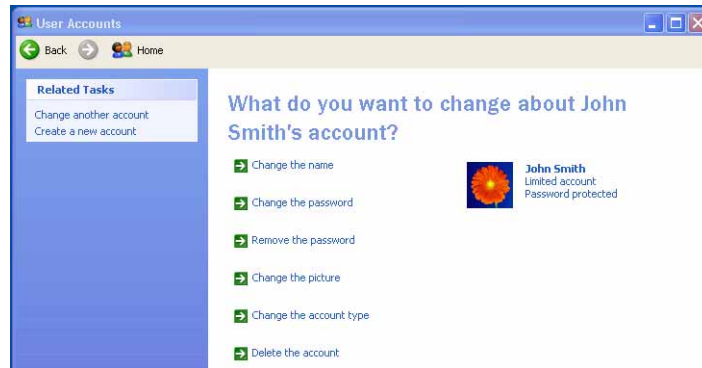 User Accounts
Back Home
Related Tasks
Change another account
Create a new account
What do you want to change about John
Smith's account?
Change the name
Change the password
Remove the password
Change the picture
Change the account type
Delete the account
John Smith
Limited account
Password protected